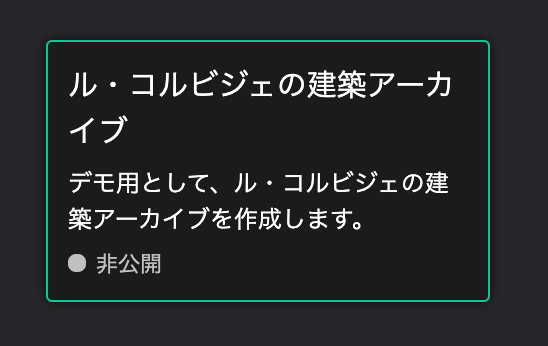 ル・コルビジェの建築アーカ
イブ
デモ用として、ル・コルビジェの建
築アーカイブを作成します。
非公開